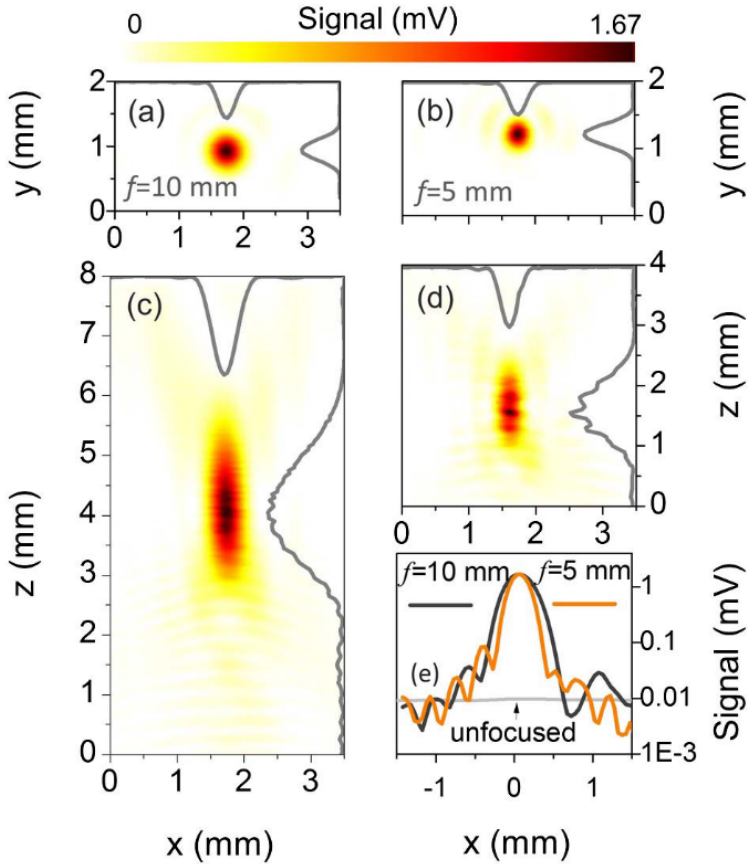 Signal (mV)
0 1.67
2 (a) f=10 mm
1
0
y (mm)
0 1 2 3
(b) f=5 mm 2
1
0
y (mm)
8 (c)
7
6
5
4
3
2
1
0
z (mm)
0 1 2 3
x (mm)
(d) 4
3
2
1
0
z (mm)
0 1 2 3
f=10 mm f=5 mm
1
0.1
(e) 0.01
unfocused
1E-3
Signal (mV)
-1 0 1
x (mm)